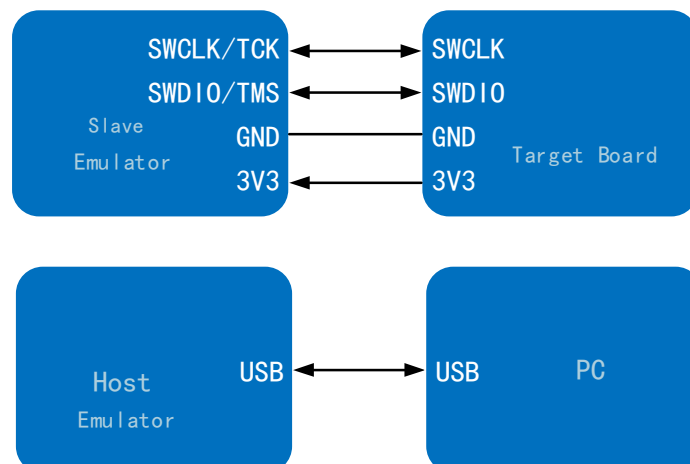 SWCLK/TCK SWCLK
SWDIO/TMS SWDIO
Slave
Emulator
GND GND
Target Board
3V3 3V3
Host
Emulator
USB USB
PC